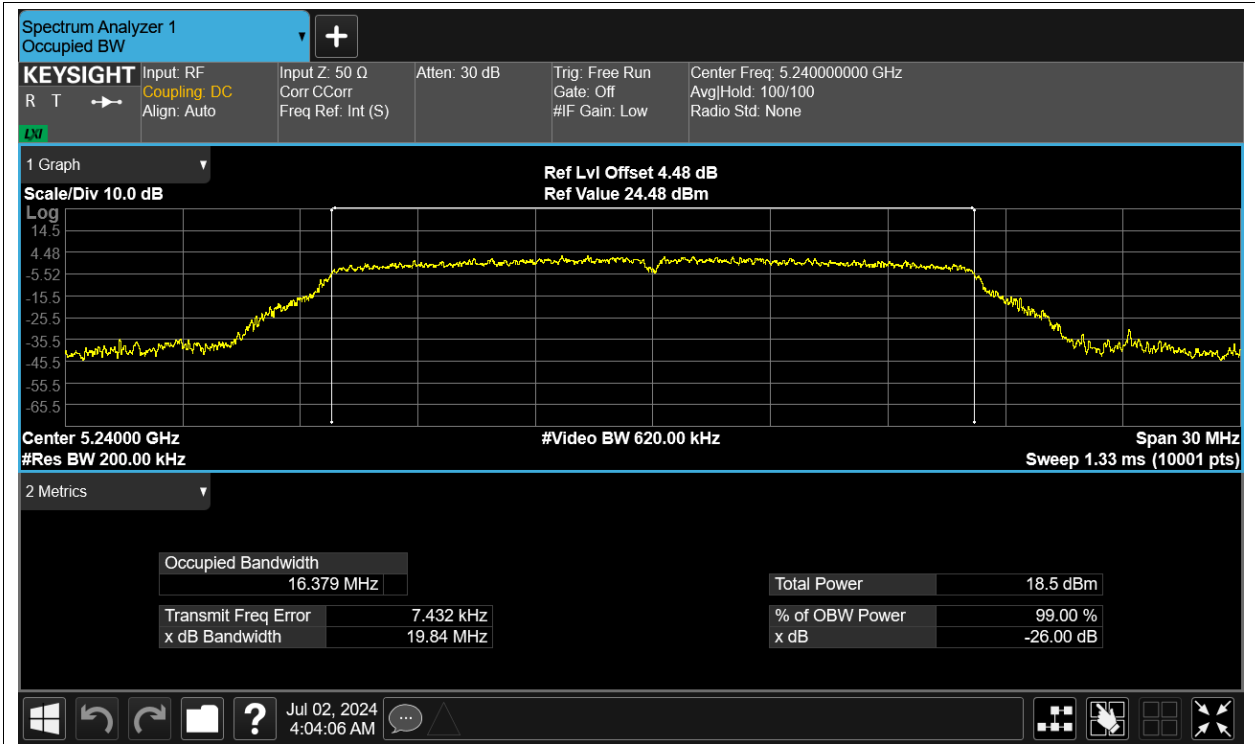 Spectrum Analyzer 1
Occupied BW
KEYSIGHT
R T
LXI
Input: RF
Coupling: DC
Align: Auto
Input Z: 50 Ω
Corr CCorr
Freq Ref: Int (S)
Atten: 30 dB
Trig: Free Run
Gate: Off
#IF Gain: Low
Center Freq: 5.240000000 GHz
Avg|Hold: 100/100
Radio Std: None
1 Graph
Scale/Div 10.0 dB
Ref Lvl Offset 4.48 dB
Ref Value 24.48 dBm
Log
14.5
4.48
-5.52
-15.5
-25.5
-35.5
-45.5
-55.5
-65.5
Center 5.24000 GHz
#Video BW 620.00 kHz
Span 30 MHz
#Res BW 200.00 kHz
Sweep 1.33 ms (10001 pts)
2 Metrics
Occupied Bandwidth
16.379 MHz
Transmit Freq Error 7.432 kHz
x dB Bandwidth 19.84 MHz
Total Power 18.5 dBm
% of OBW Power 99.00 %
x dB -26.00 dB
?
Jul 02, 2024
4:04:06 AM